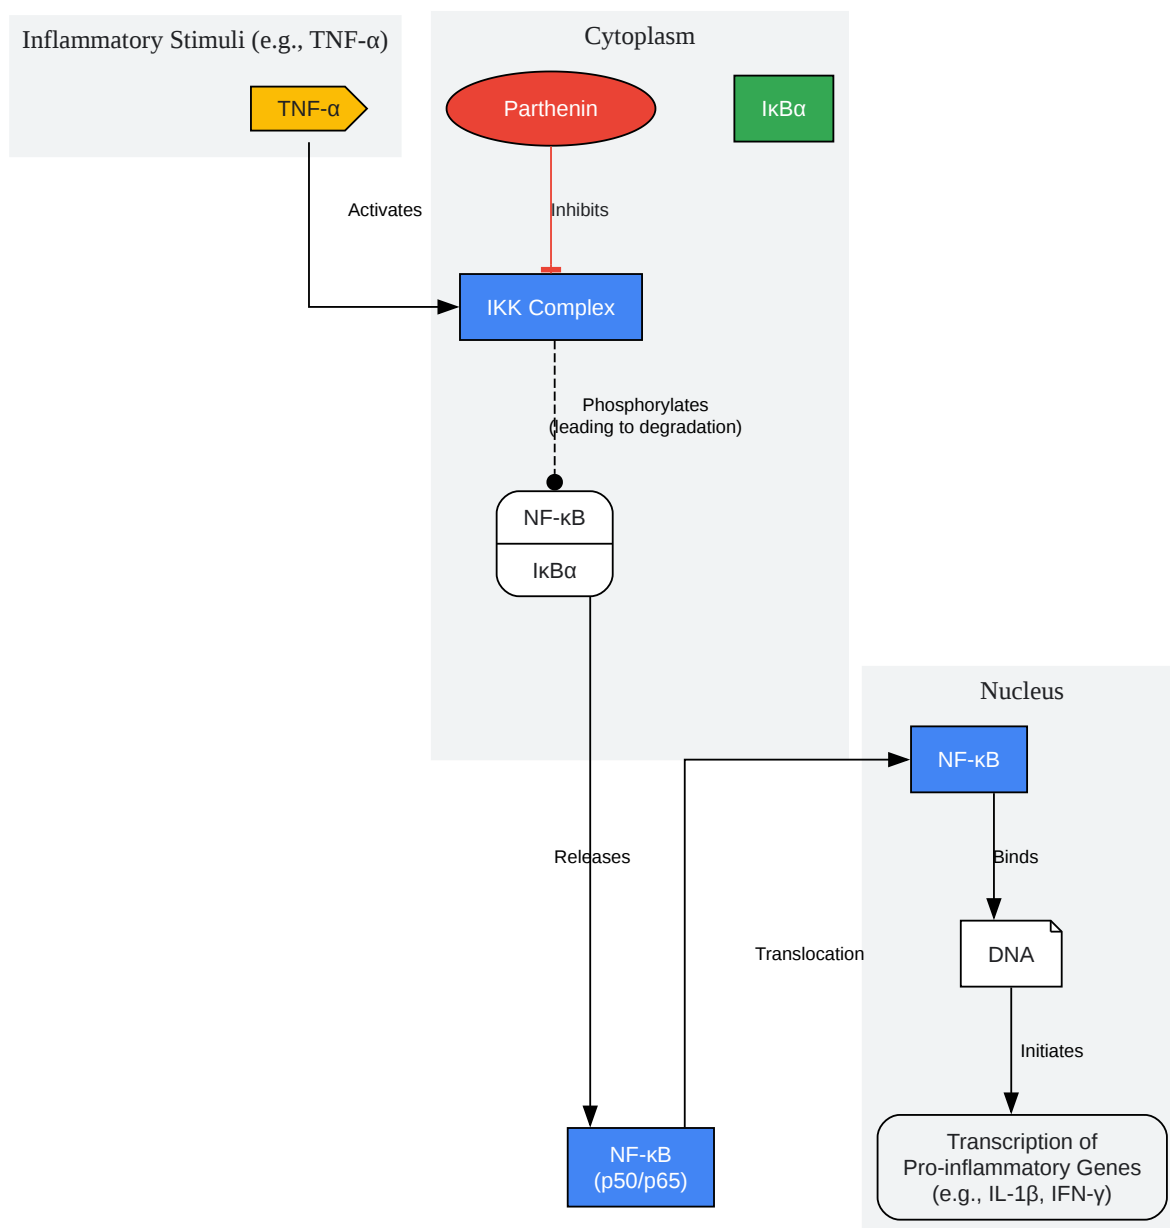 Inflammatory Stimuli (e.g., TNF-α)
Cytoplasm
TNF-α
Parthenin
IκBα
Activates
Inhibits
IKK Complex
Phosphorylates
(leading to degradation)
NF-κB
IκBα
Nucleus
NF-κB
Releases
Binds
Translocation
DNA
Initiates
NF-κB
(p50/p65)
Transcription of
Pro-inflammatory Genes
(e.g., IL-1β, IFN-γ)